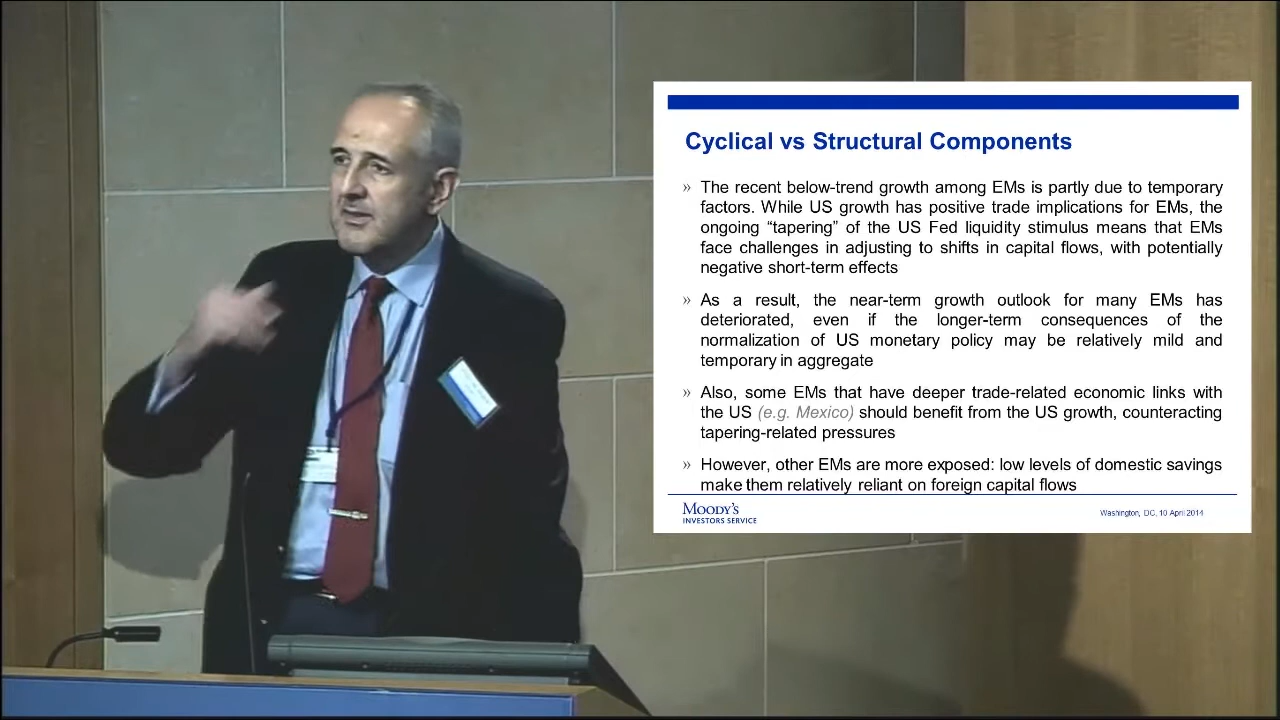 Cyclical vs Structural Components
» The recent below-trend growth among EMs is partly due to temporary
factors. While US growth has positive trade implications for EMs, the
ongoing “tapering” of the US Fed liquidity stimulus means that EMs
face challenges in adjusting to shifts in capital flows, with potentially
negative short-term effects
» As a result, the near-term growth outlook for many EMs has
deteriorated, even if the longer-term consequences of the
normalization of US monetary policy may be relatively mild and
temporary in aggregate
» Also, some EMs that have deeper trade-related economic links with
the US (e.g. Mexico) should benefit from the US growth, counteracting
tapering-related pressures
» However, other EMs are more exposed: low levels of domestic savings
make them relatively reliant on foreign capital flows
MOODY'S
INVESTORS SERVICE
Washington, DC, 10 April 2014